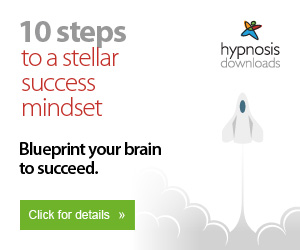 10 steps
to a stellar
success
mindset
hypnosis
downloads
Blueprint your brain
to succeed.
Click for details »